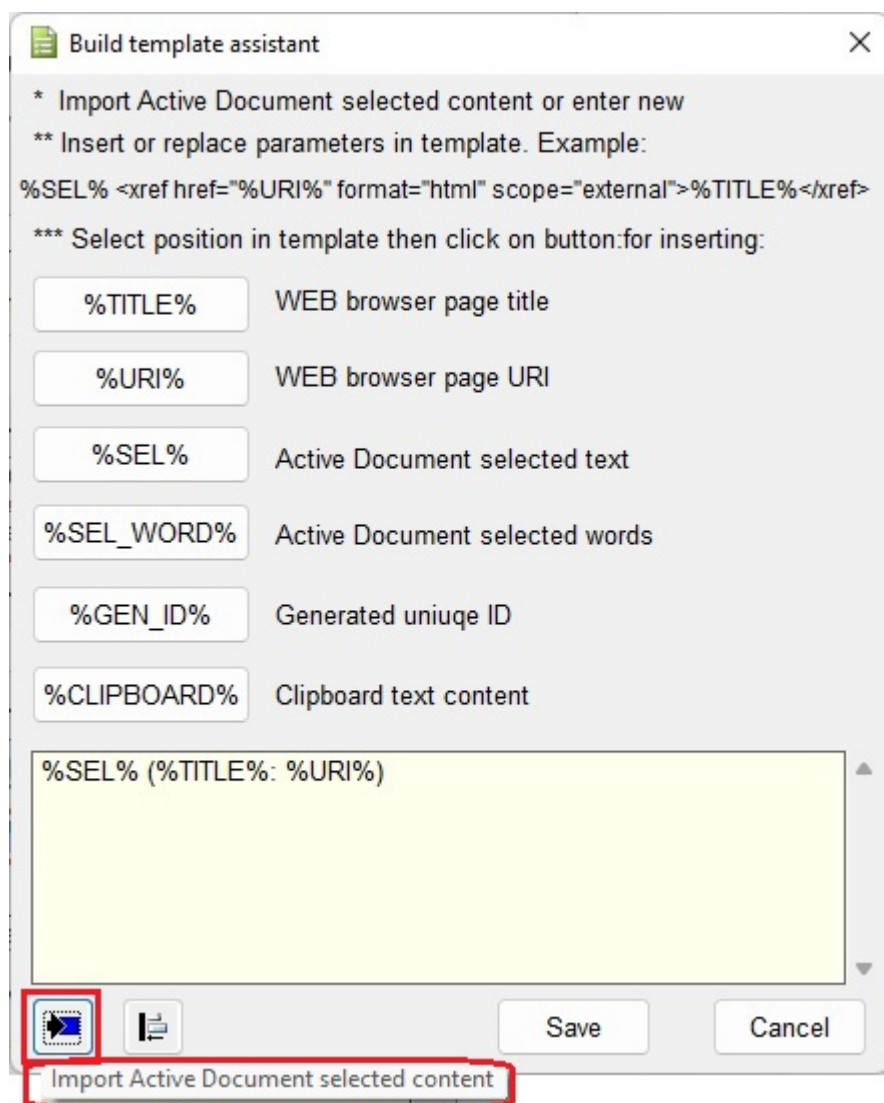 Build template assistant
* Import Active Document selected content or enter new
** Insert or replace parameters in template. Example:
%SEL% <xref href="%URI%" format="html" scope="external">%TITLE%</xref>
*** Select position in template then click on button:for inserting:
%TITLE% WEB browser page title
%URI% WEB browser page URI
%SEL% Active Document selected text
%SEL_WORD% Active Document selected words
%GEN_ID% Generated uniuqe ID
%CLIPBOARD% Clipboard text content
%SEL% (%TITLE%: %URI%)
Save Cancel
Import Active Document selected content